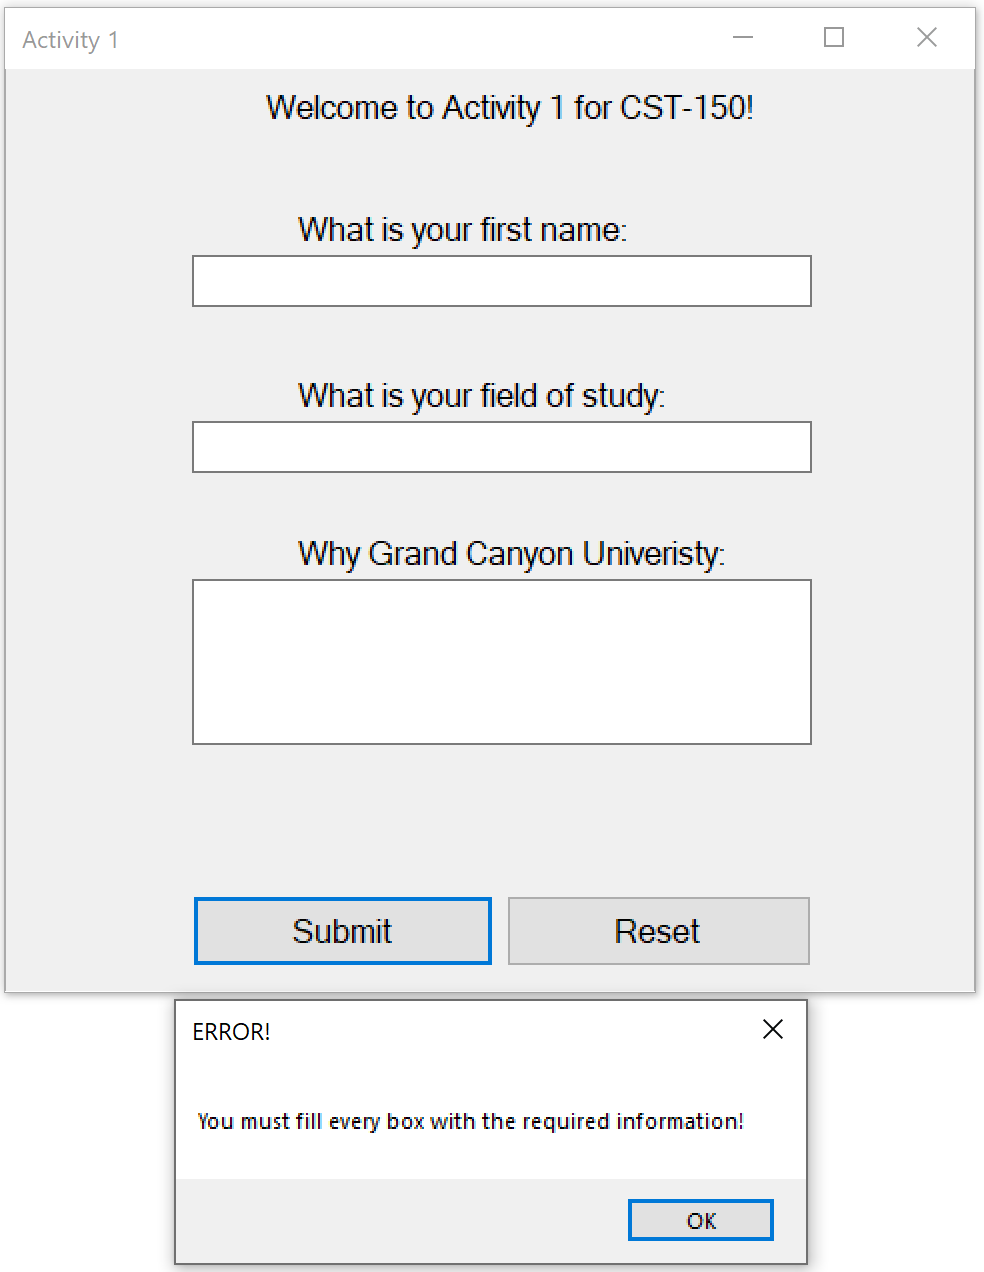 Activity 1
Welcome to Activity 1 for CST-150!
What is your first name:
What is your field of study:
Why Grand Canyon Univeristy:
Submit Reset
ERROR!
You must fill every box with the required information!
OK